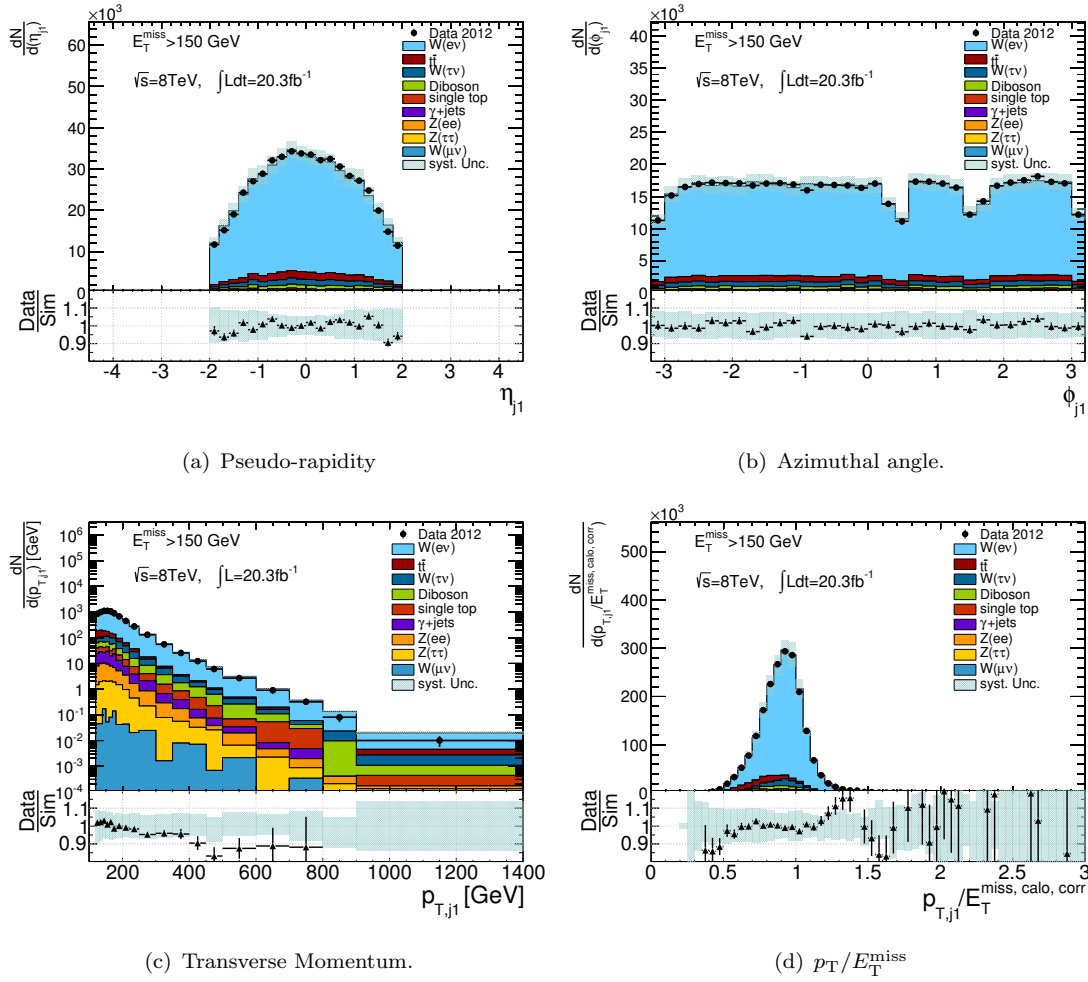 ×10³
dN
d(η_j1)
60
50
40
30
20
10
0
E_T^miss>150 GeV
√s=8TeV, ∫Ldt=20.3fb⁻¹
Data 2012
W(eν)
tt̄
W(τν)
Diboson
single top
γ+jets
Z(ee)
Z(ττ)
W(μν)
syst. Unc.
Data
Sim
1.1
1
0.9
-4 -3 -2 -1 0 1 2 3 4
η_j1
(a) Pseudo-rapidity
×10³
dN
d(ϕ_j1)
40
35
30
25
20
15
10
5
0
E_T^miss>150 GeV
√s=8TeV, ∫Ldt=20.3fb⁻¹
Data 2012
W(eν)
tt̄
W(τν)
Diboson
single top
γ+jets
Z(ee)
Z(ττ)
W(μν)
syst. Unc.
Data
Sim
1.1
1
0.9
-3 -2 -1 0 1 2 3
ϕ_j1
(b) Azimuthal angle.
dN
d(p_T,j1) [GeV]
10⁶
10⁵
10⁴
10³
10²
10
1
10⁻¹
10⁻²
10⁻³
10⁻⁴
E_T^miss>150 GeV
√s=8TeV, ∫L=20.3fb⁻¹
Data 2012
W(eν)
tt̄
W(τν)
Diboson
single top
γ+jets
Z(ee)
Z(ττ)
W(μν)
syst. Unc.
Data
Sim
1.1
1
0.9
200 400 600 800 1000 1200 1400
p_T,j1 [GeV]
(c) Transverse Momentum.
×10³
dN
d(p_T,j1/E_T^miss, calo, corr)
500
400
300
200
100
0
E_T^miss>150 GeV
√s=8TeV, ∫Ldt=20.3fb⁻¹
Data 2012
W(eν)
tt̄
W(τν)
Diboson
single top
γ+jets
Z(ee)
Z(ττ)
W(μν)
syst. Unc.
Data
Sim
1.1
1
0.9
0 0.5 1 1.5 2 2.5 3
p_T,j1/E_T^miss, calo, corr
(d) p_T/E_T^miss